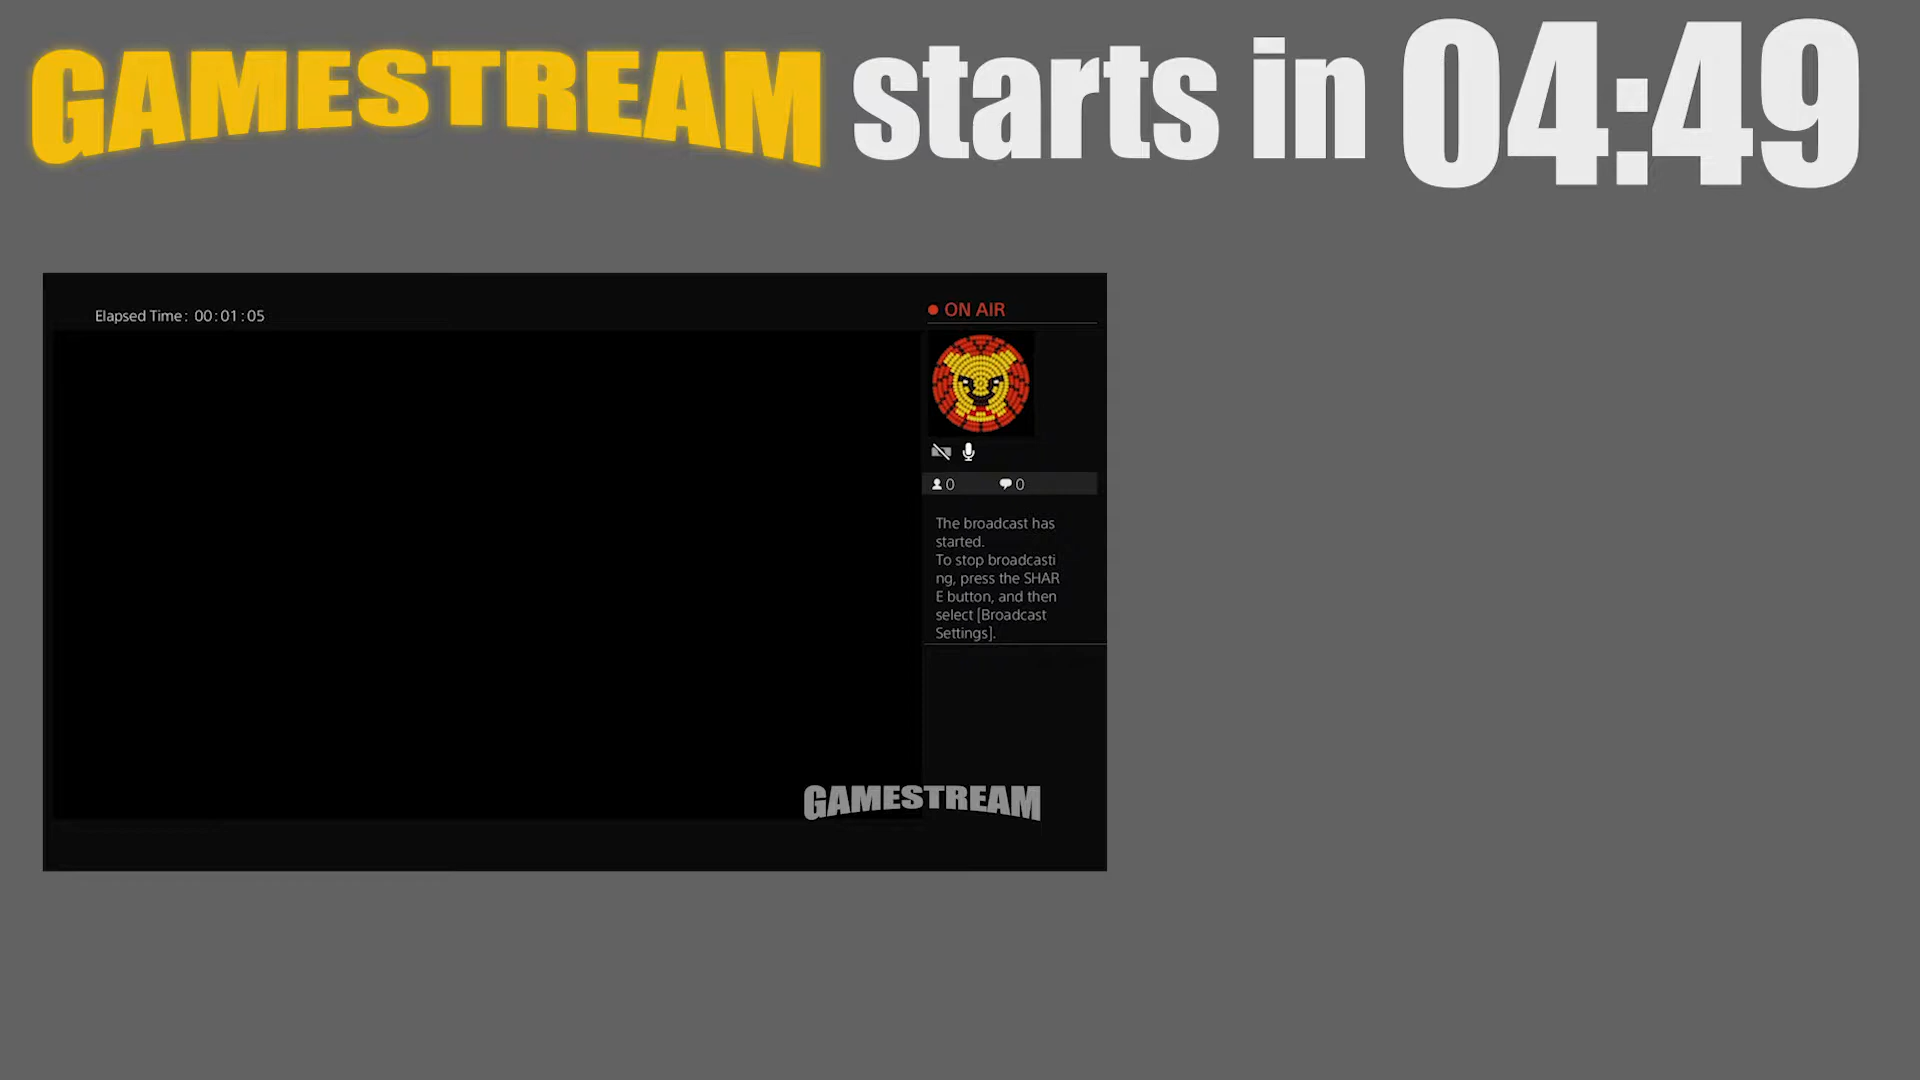 GAMESTREAM starts in 04:49
Elapsed Time: 00:01:05
ON AIR
0 0
The broadcast has
started.
To stop broadcasti
ng, press the SHAR
E button, and then
select [Broadcast
Settings].
GAMESTREAM